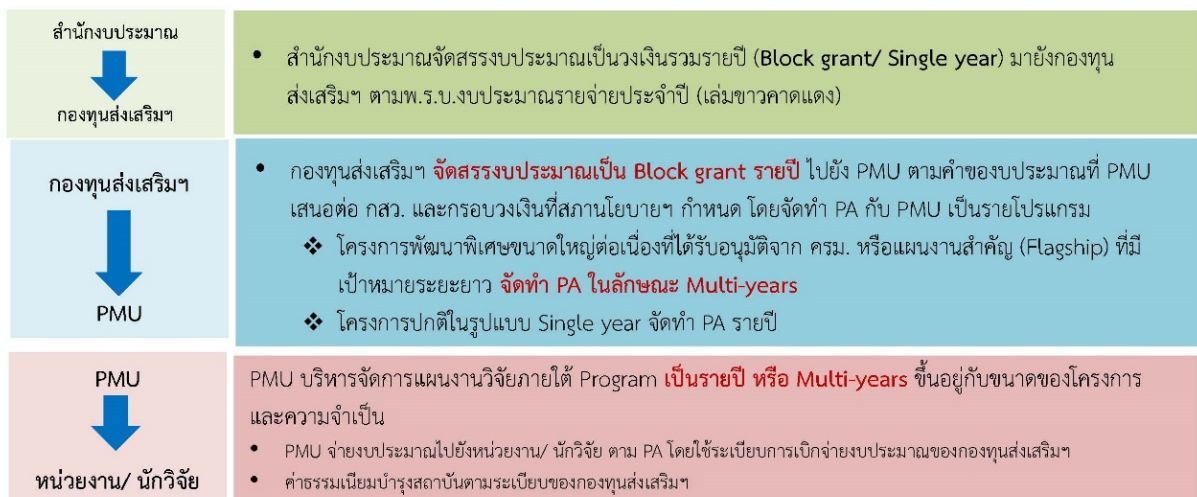 สำนักงบประมาณ
กองทุนส่งเสริมฯ
• สำนักงบประมาณจัดสรรงบประมาณเป็นวงเงินรวมรายปี (Block grant/ Single year) มายังกองทุน
ส่งเสริมฯ ตามพ.ร.บ.งบประมาณรายจ่ายประจำปี (เล่มขาวคาดแดง)
กองทุนส่งเสริมฯ
PMU
• กองทุนส่งเสริมฯ จัดสรรงบประมาณเป็น Block grant รายปี ไปยัง PMU ตามคำของบประมาณที่ PMU
เสนอต่อ กสว. และกรอบวงเงินที่สภานโยบายฯ กำหนด โดยจัดทำ PA กับ PMU เป็นรายโปรแกรม
❖ โครงการพัฒนาพิเศษขนาดใหญ่ต่อเนื่องที่ได้รับอนุมัติจาก ครม. หรือแผนงานสำคัญ (Flagship) ที่มี
เป้าหมายระยะยาว จัดทำ PA ในลักษณะ Multi-years
❖ โครงการปกติในรูปแบบ Single year จัดทำ PA รายปี
PMU
หน่วยงาน/ นักวิจัย
PMU บริหารจัดการแผนงานวิจัยภายใต้ Program เป็นรายปี หรือ Multi-years ขึ้นอยู่กับขนาดของโครงการ
และความจำเป็น
• PMU จ่ายงบประมาณไปยังหน่วยงาน/ นักวิจัย ตาม PA โดยใช้ระเบียบการเบิกจ่ายงบประมาณของกองทุนส่งเสริมฯ
• ค่าธรรมเนียมบำรุงสถาบันตามระเบียบของกองทุนส่งเสริมฯ